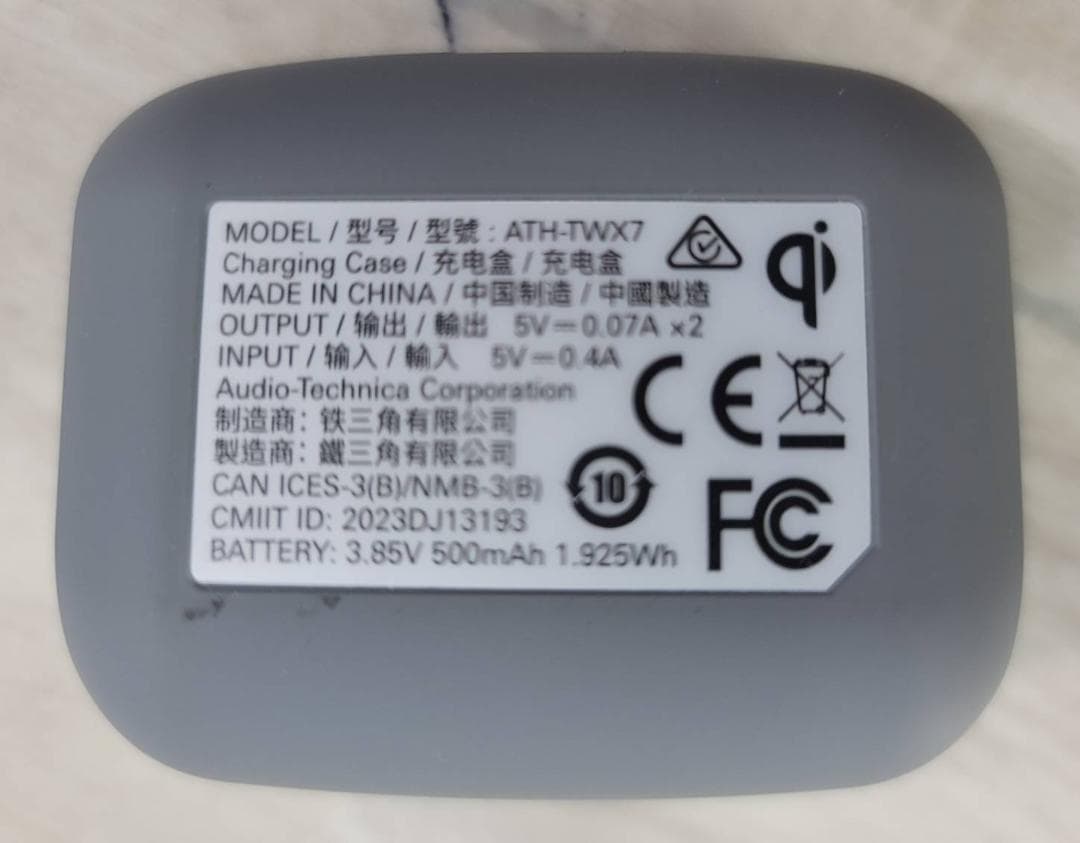 MODEL / 型号 / 型號 : ATH-TWX7
Charging Case / 充电盒 / 充電盒
MADE IN CHINA / 中国制造 / 中國製造
OUTPUT / 输出 / 輸出 5V⎓0.07A ×2
INPUT / 输入 / 輸入 5V⎓0.4A
Audio-Technica Corporation
制造商: 铁三角有限公司
製造商: 鐵三角有限公司
CAN ICES-3(B)/NMB-3(B)
CMIIT ID: 2023DJ13193
BATTERY: 3.85V 500mAh 1.925Wh
qi
CE
10
FC